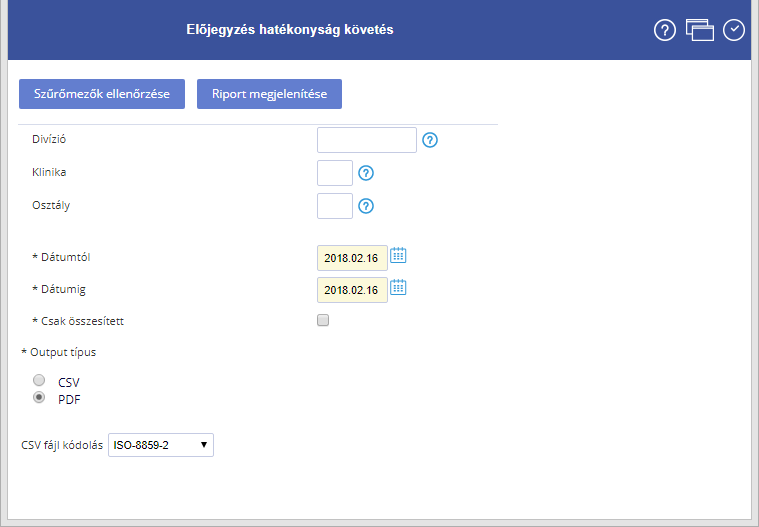 Előjegyzés hatékonyság követés
Szűrőmezők ellenőrzése Riport megjelenítése
Divízió
Klinika
Osztály
* Dátumtól 2018.02.16
* Dátumig 2018.02.16
* Csak összesített
* Output típus
CSV
PDF
CSV fájl kódolás ISO-8859-2